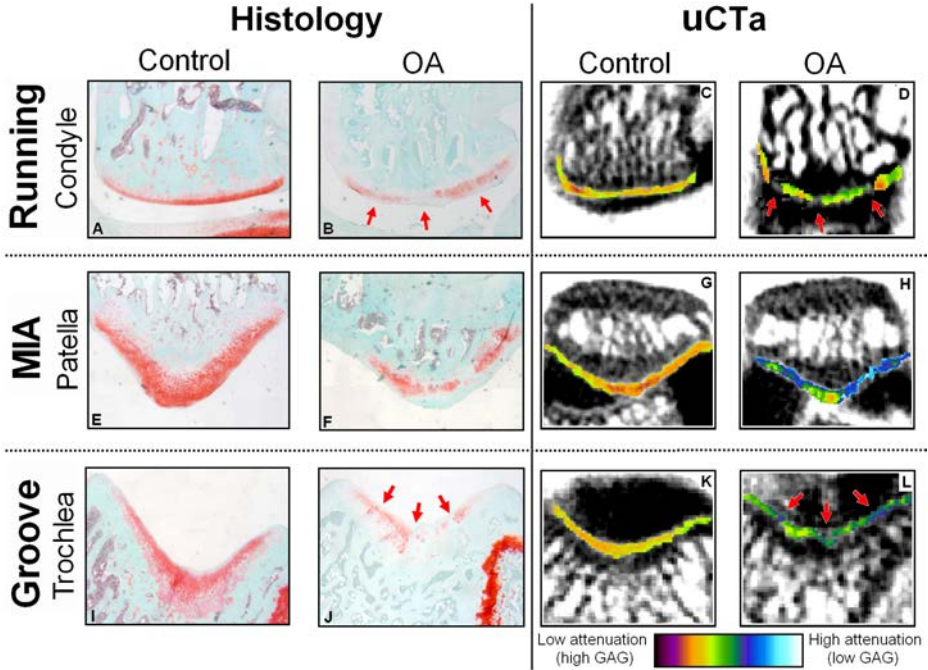 Histology
uCTa
Control
OA
Control
OA
Running
Condyle
A
B
C
D
MIA
Patella
E
F
G
H
Groove
Trochlea
I
J
K
L
Low attenuation
(high GAG)
High attenuation
(low GAG)